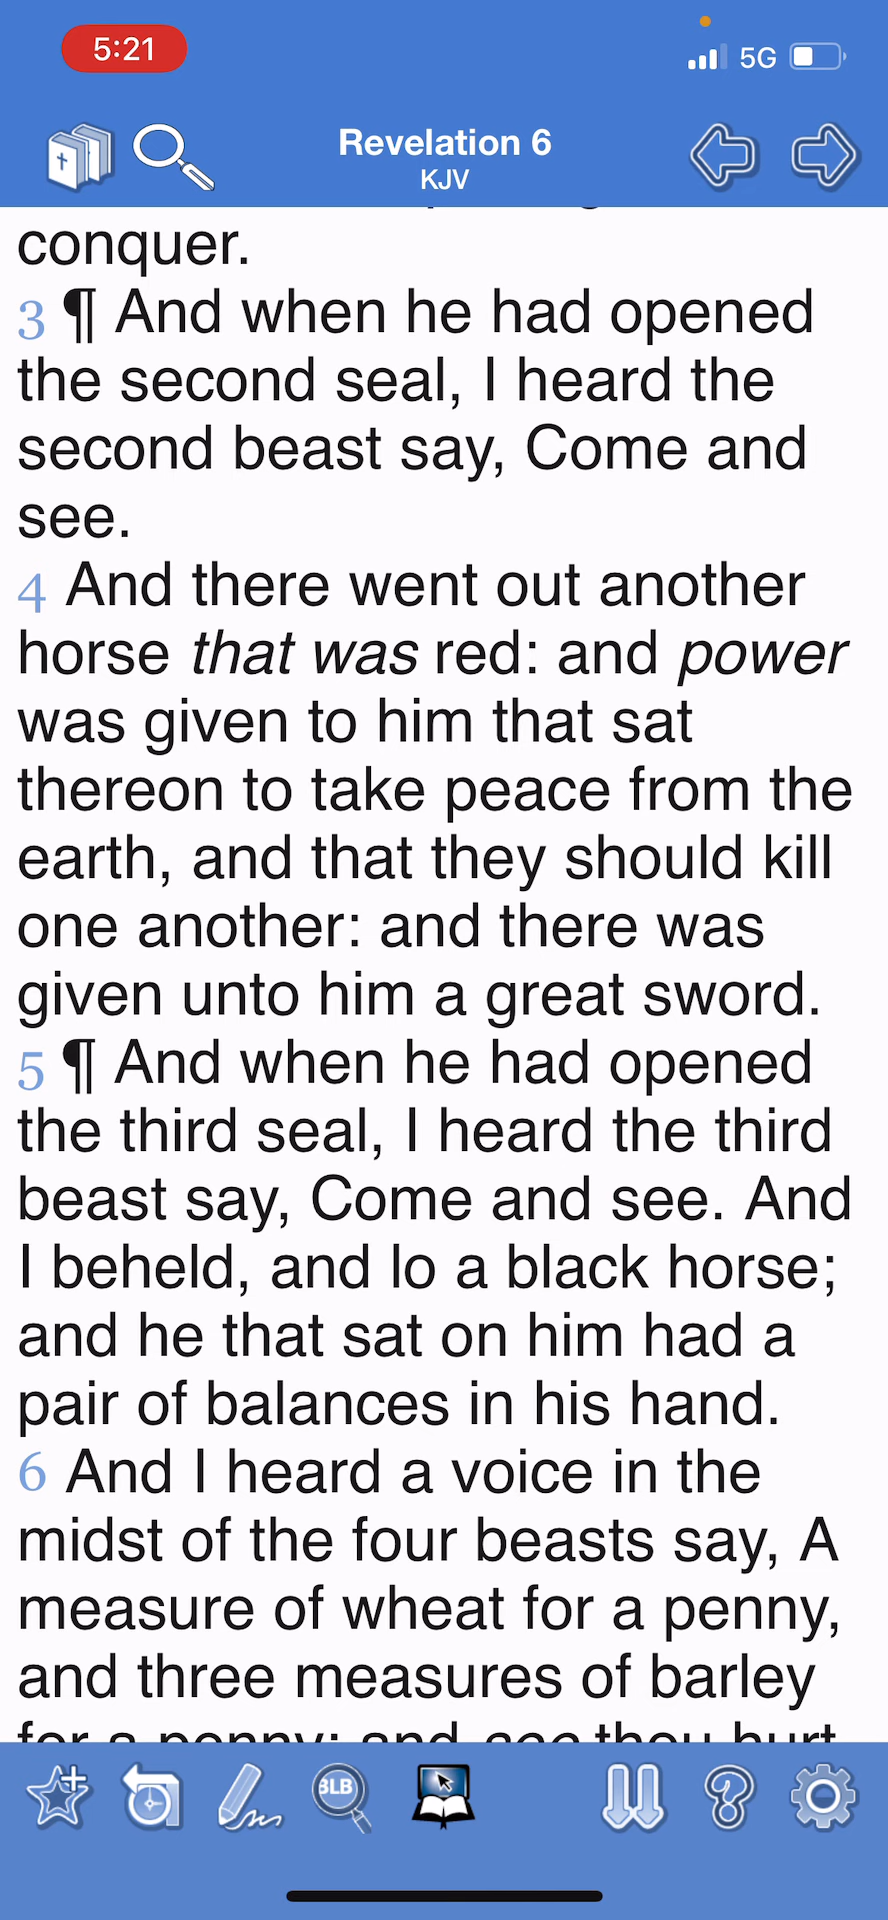 5:21
5G
Revelation 6
KJV
conquer.
3 ¶ And when he had opened
the second seal, I heard the
second beast say, Come and
see.
4 And there went out another
horse that was red: and power
was given to him that sat
thereon to take peace from the
earth, and that they should kill
one another: and there was
given unto him a great sword.
5 ¶ And when he had opened
the third seal, I heard the third
beast say, Come and see. And
I beheld, and lo a black horse;
and he that sat on him had a
pair of balances in his hand.
6 And I heard a voice in the
midst of the four beasts say, A
measure of wheat for a penny,
and three measures of barley
for a penny; and see thou hurt
BLB